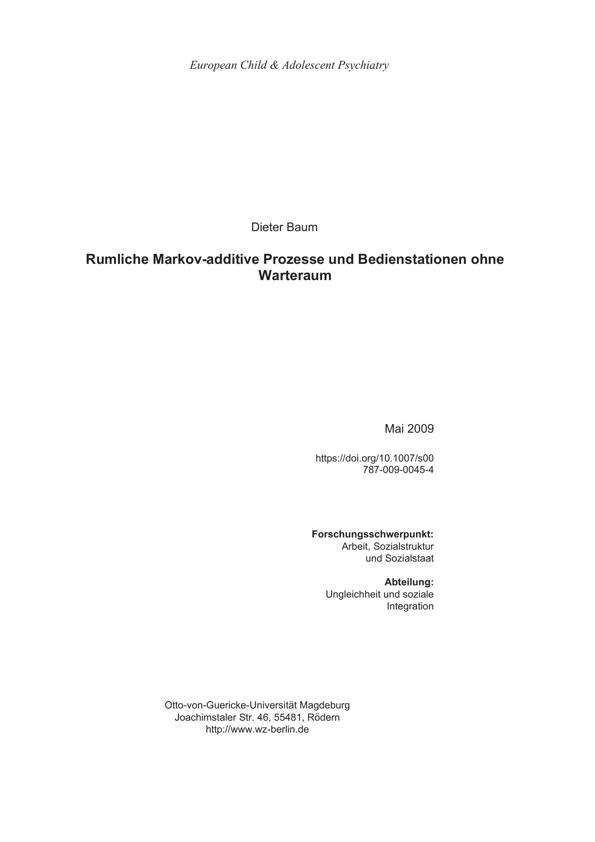 European Child & Adolescent Psychiatry
Dieter Baum
Rumliche Markov-additive Prozesse und Bedienstationen ohne
Warteraum
Mai 2009
https://doi.org/10.1007/s00
787-009-0045-4
Forschungsschwerpunkt:
Arbeit, Sozialstruktur
und Sozialstaat
Abteilung:
Ungleichheit und soziale
Integration
Otto-von-Guericke-Universität Magdeburg
Joachimstaler Str. 46, 55481, Rödern
http://www.wz-berlin.de